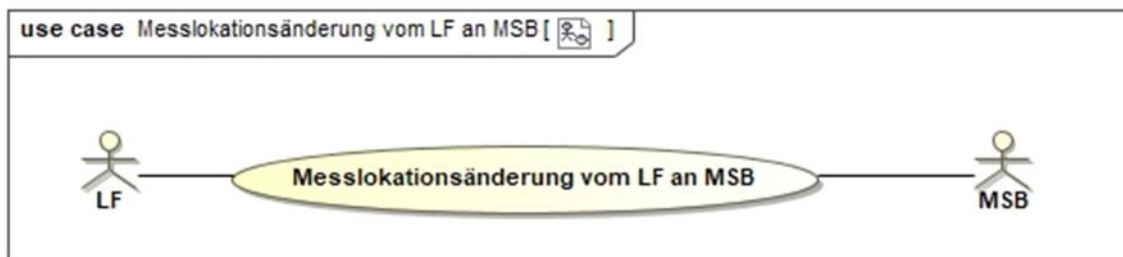 use case Messlokationsänderung vom LF an MSB [ ]
Messlokationsänderung vom LF an MSB
LF
MSB